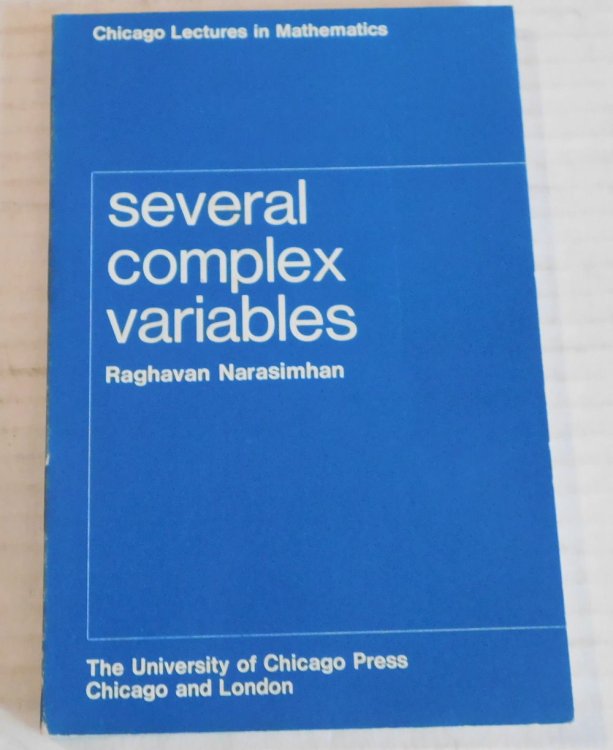 Chicago Lectures in Mathematics
several
complex
variables
Raghavan Narasimhan
The University of Chicago Press
Chicago and London